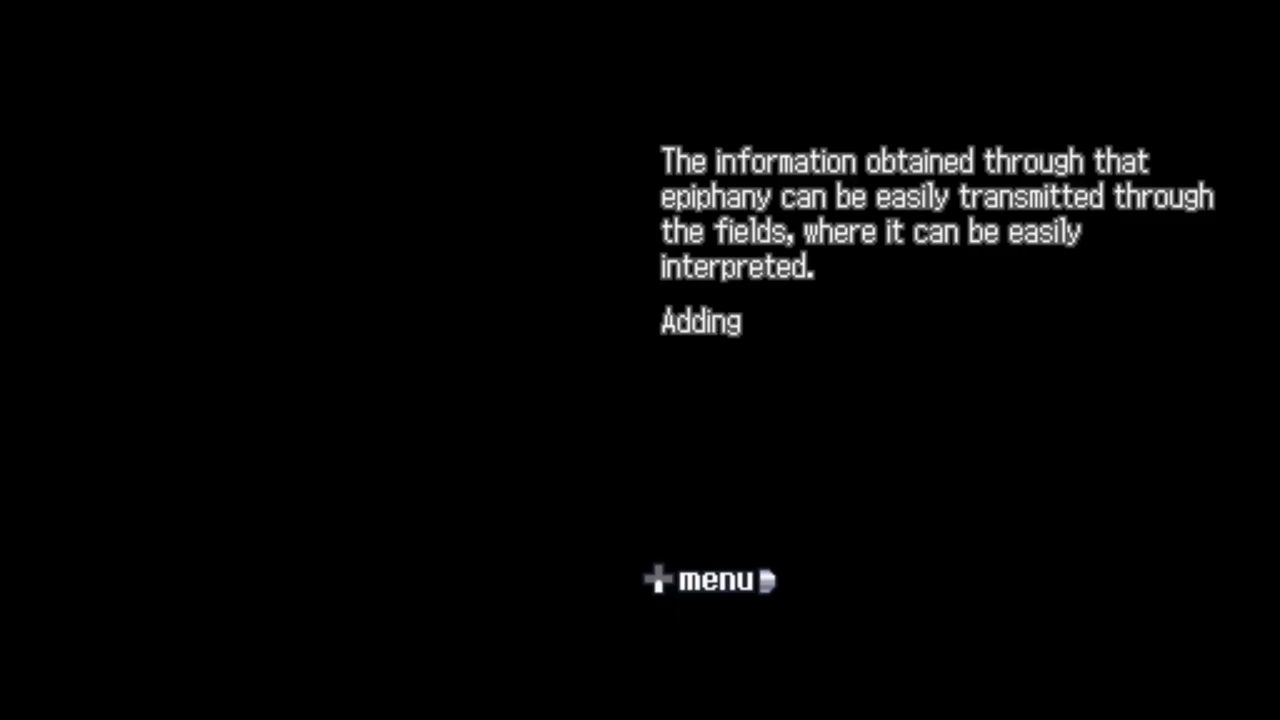 The information obtained through that
epiphany can be easily transmitted through
the fields, where it can be easily
interpreted.
Adding
menu